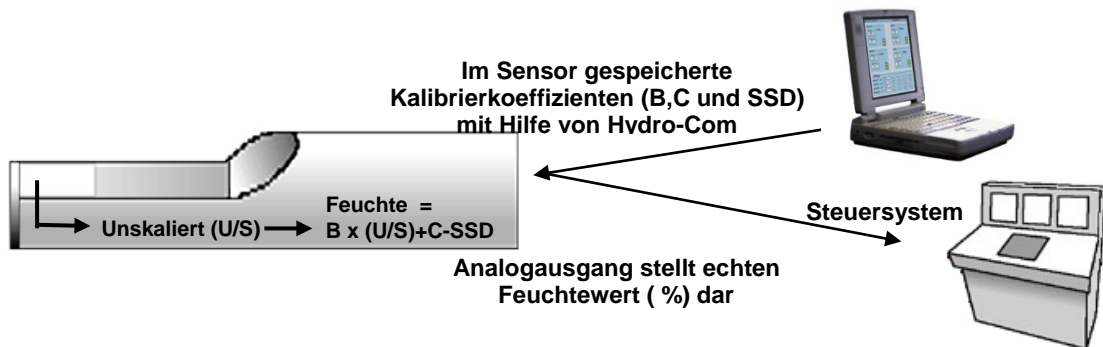 Im Sensor gespeicherte
Kalibrierkoeffizienten (B,C und SSD)
mit Hilfe von Hydro-Com
Unskaliert (U/S)
Feuchte =
B x (U/S)+C-SSD
Steuersystem
Analogausgang stellt echten
Feuchtewert ( %) dar